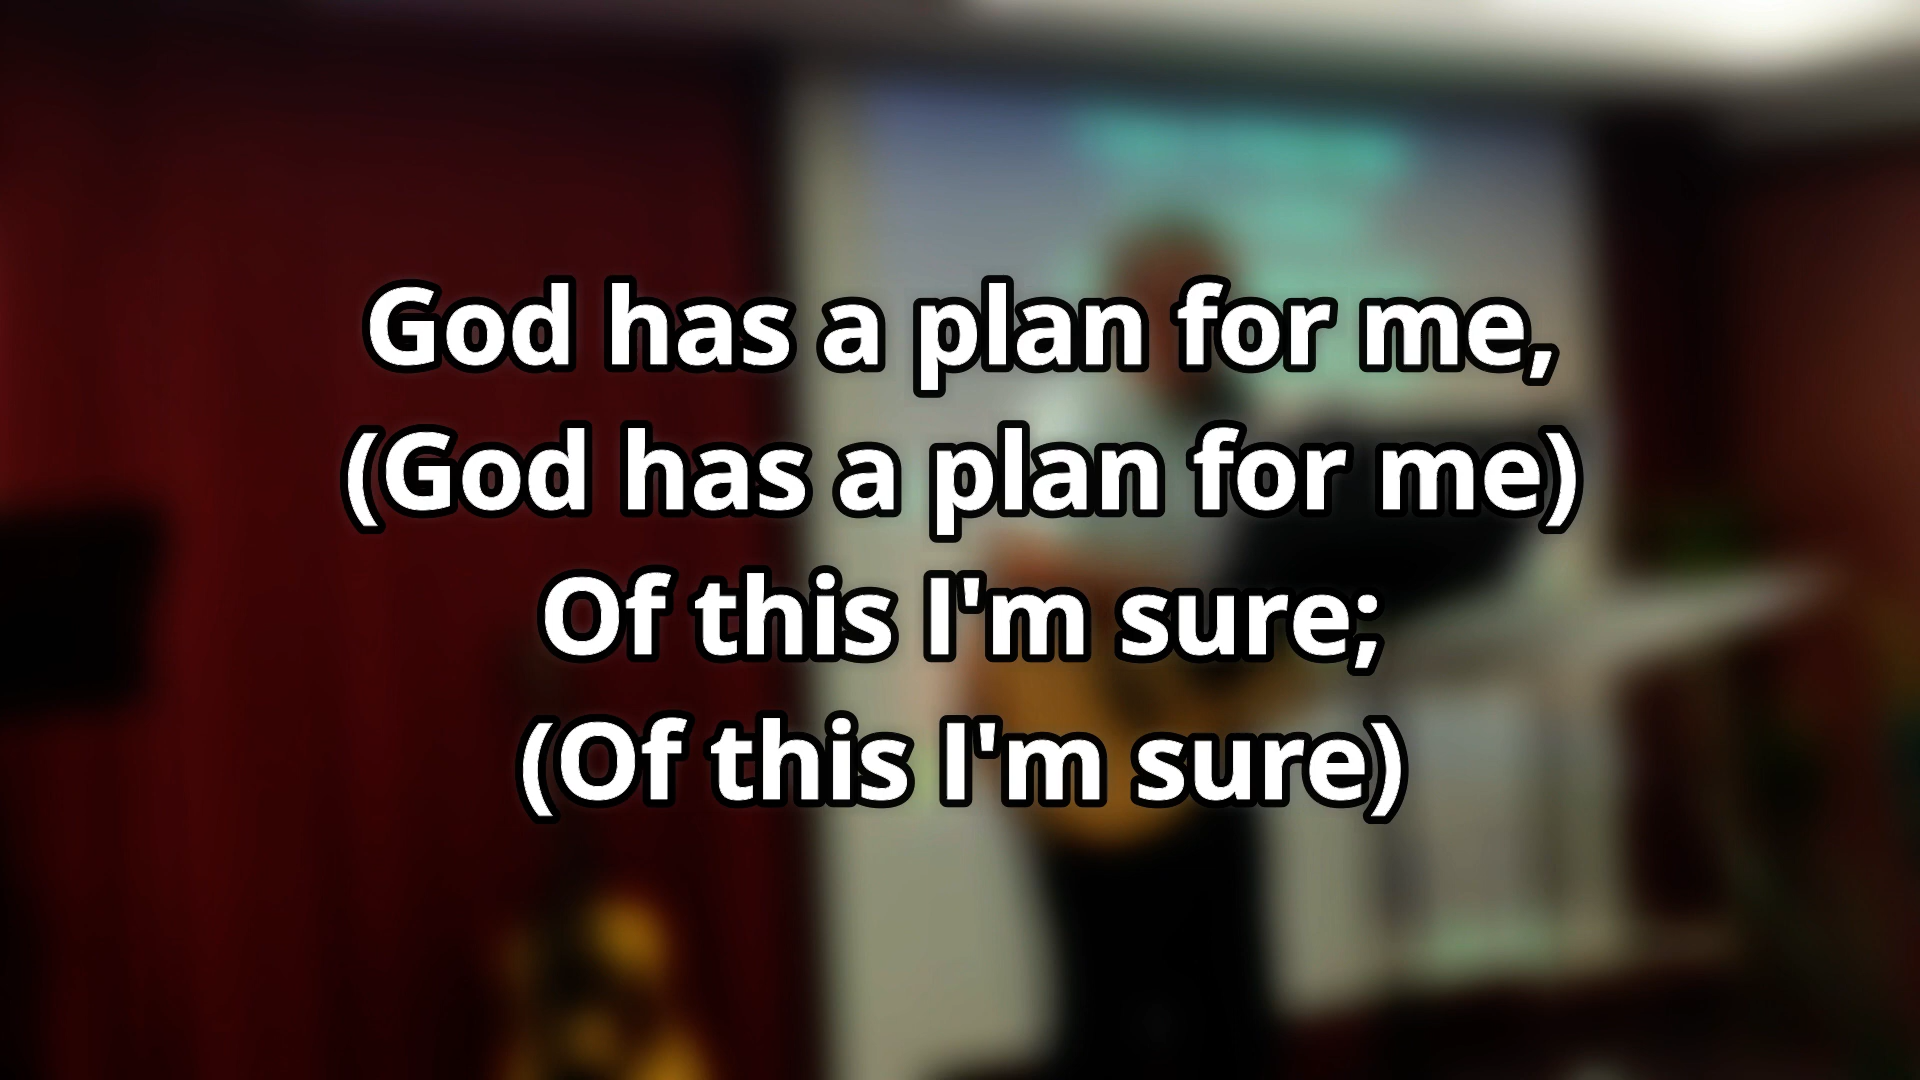 God has a plan for me,
(God has a plan for me)
Of this I'm sure;
(Of this I'm sure)